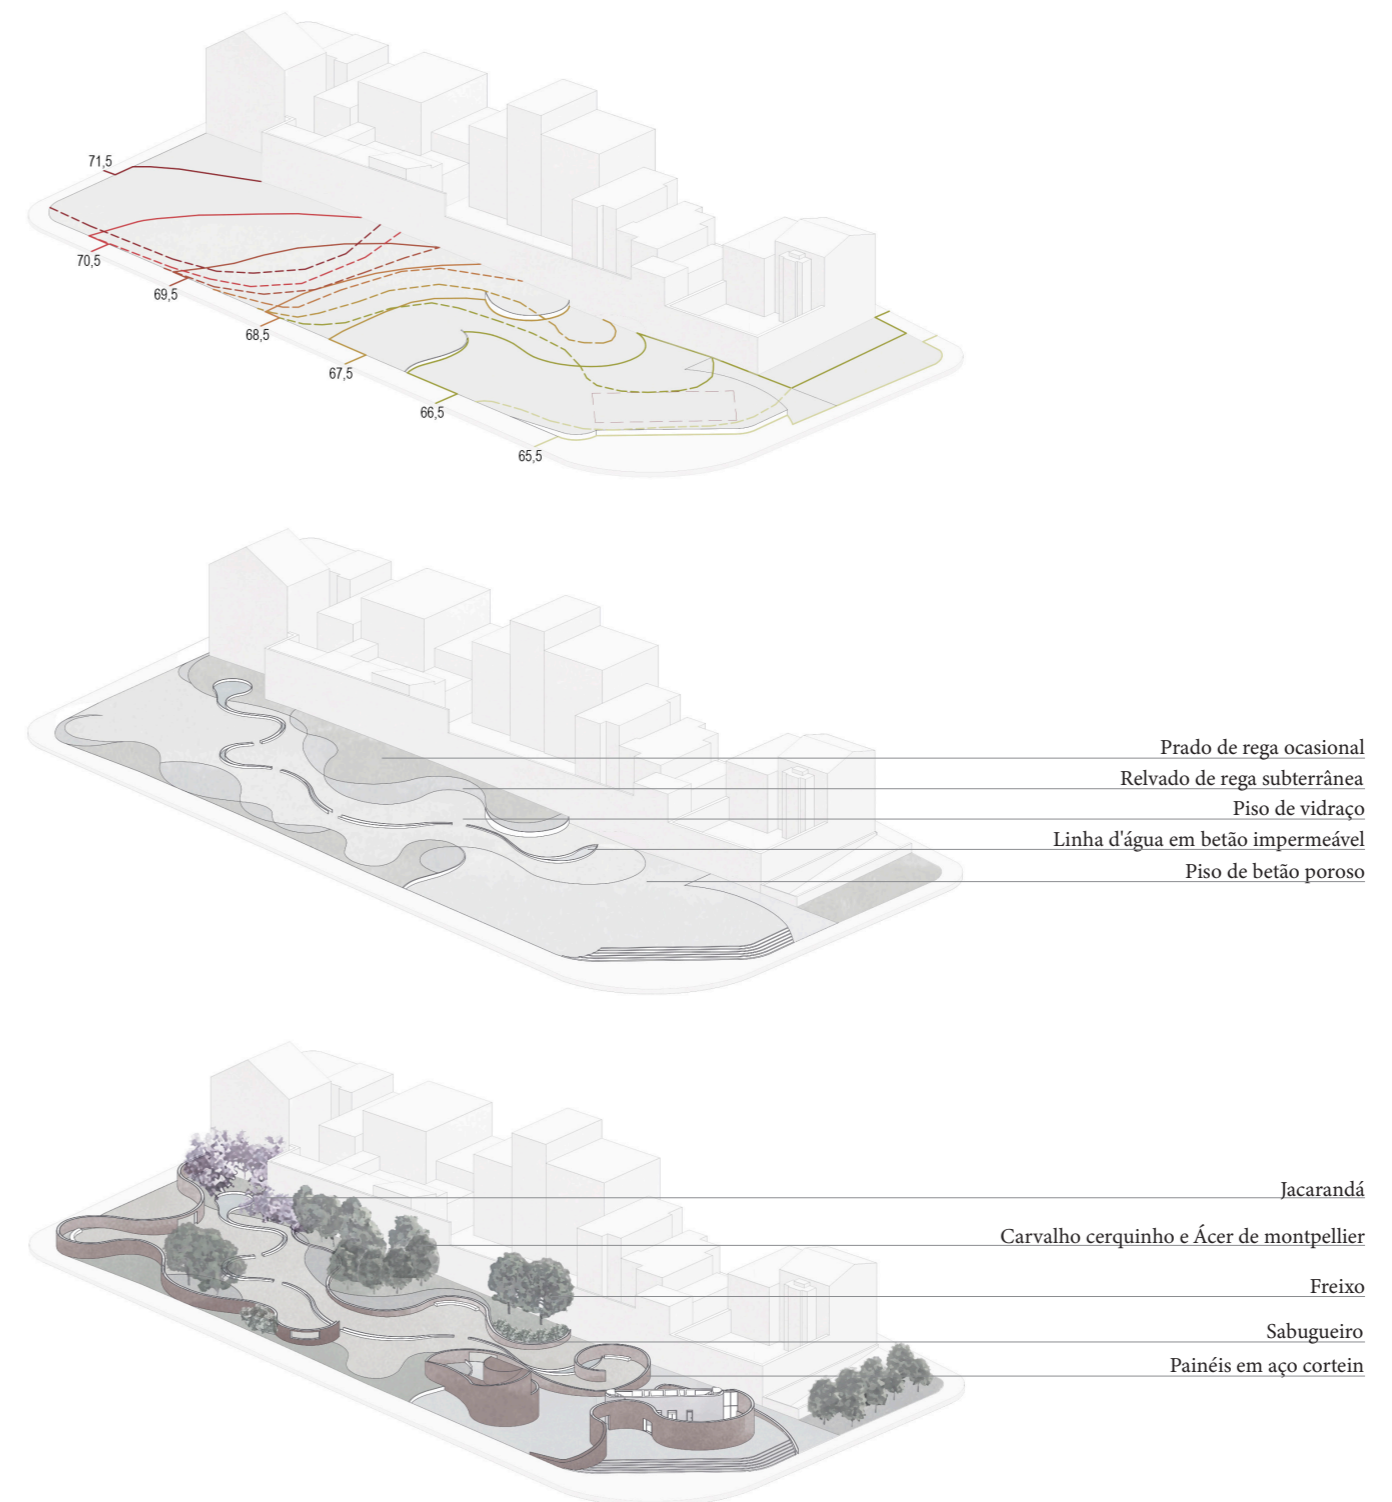 71,5
70,5
69,5
68,5
67,5
66,5
65,5
Prado de rega ocasional
Relvado de rega subterrânea
Piso de vidraço
Linha d'água em betão impermeável
Piso de betão poroso
Jacarandá
Carvalho cerquinho e Ácer de montpellier
Freixo
Sabugueiro
Painéis em aço cortein